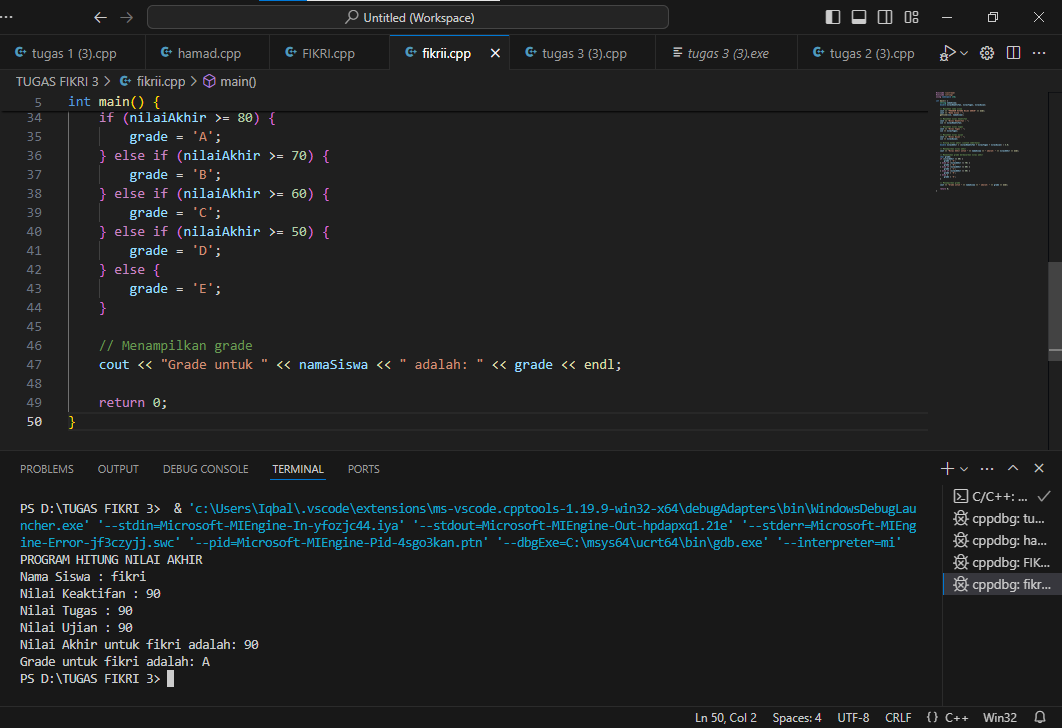 Untitled (Workspace)
tugas 1 (3).cpp
hamad.cpp
FIKRI.cpp
fikrii.cpp
tugas 3 (3).cpp
tugas 3 (3).exe
tugas 2 (3).cpp
TUGAS FIKRI 3 > fikrii.cpp > main()
5 int main() {
34 if (nilaiAkhir >= 80) {
35 grade = 'A';
36 } else if (nilaiAkhir >= 70) {
37 grade = 'B';
38 } else if (nilaiAkhir >= 60) {
39 grade = 'C';
40 } else if (nilaiAkhir >= 50) {
41 grade = 'D';
42 } else {
43 grade = 'E';
44 }
45
46 // Menampilkan grade
47 cout << "Grade untuk " << namaSiswa << " adalah: " << grade << endl;
48
49 return 0;
50 }
PROBLEMS OUTPUT DEBUG CONSOLE TERMINAL PORTS
PS D:\TUGAS FIKRI 3>  & 'c:\Users\Iqbal\.vscode\extensions\ms-vscode.cpptools-1.19.9-win32-x64\debugAdapters\bin\WindowsDebugLau
ncher.exe' '--stdin=Microsoft-MIEngine-In-yfozjc44.iya' '--stdout=Microsoft-MIEngine-Out-hpdapxq1.21e' '--stderr=Microsoft-MIEng
ine-Error-jf3czyjj.swc' '--pid=Microsoft-MIEngine-Pid-4sgo3kan.ptn' '--dbgExe=C:\msys64\ucrt64\bin\gdb.exe' '--interpreter=mi'
PROGRAM HITUNG NILAI AKHIR
Nama Siswa : fikri
Nilai Keaktifan : 90
Nilai Tugas : 90
Nilai Ujian : 90
Nilai Akhir untuk fikri adalah: 90
Grade untuk fikri adalah: A
PS D:\TUGAS FIKRI 3>
C/C++: ...
cppdbg: tu...
cppdbg: ha...
cppdbg: FIK...
cppdbg: fikr...
Ln 50, Col 2 Spaces: 4 UTF-8 CRLF {} C++ Win32